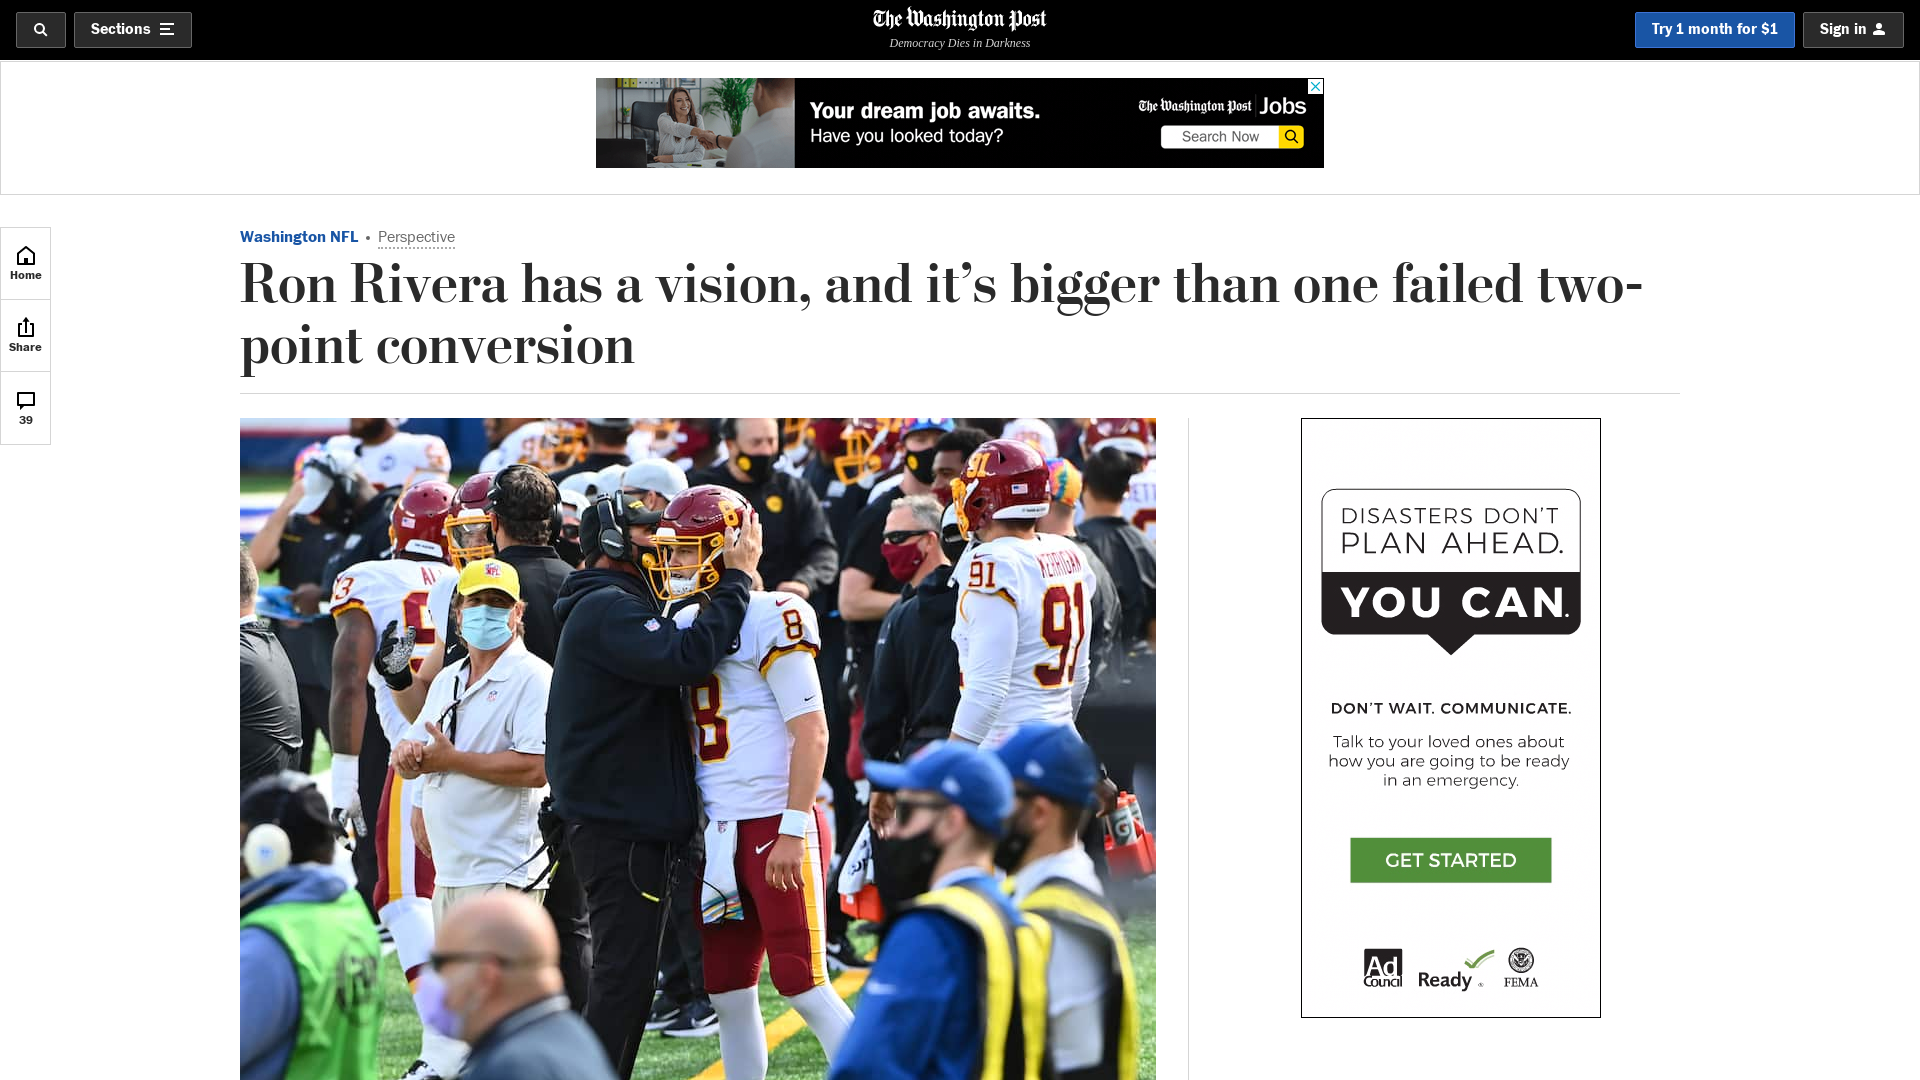 Sections
The Washington Post
Democracy Dies in Darkness
Try 1 month for $1
Sign in
Your dream job awaits.
Have you looked today?
The Washington Post Jobs
Search Now
Washington NFL • Perspective
Ron Rivera has a vision, and it’s bigger than one failed two-
point conversion
Home
Share
39
NFL
8
8
8
91
91
91
KERRIGAN
DISASTERS DON’T
PLAN AHEAD.
YOU CAN.
DON’T WAIT. COMMUNICATE.
Talk to your loved ones about
how you are going to be ready
in an emergency.
GET STARTED
Ad
Council
Ready
FEMA